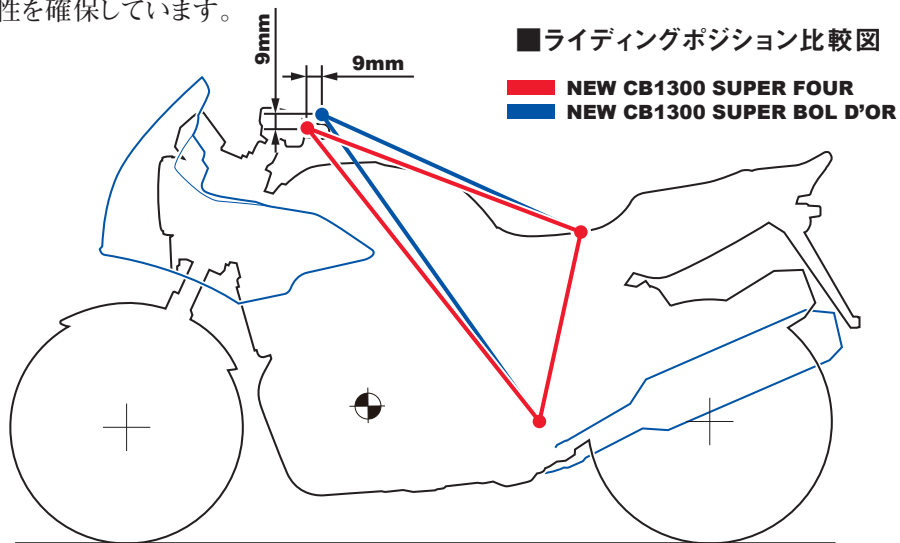 性を確保しています。
9mm
9mm
■ライディングポジション比較図
NEW CB1300 SUPER FOUR
NEW CB1300 SUPER BOL D'OR